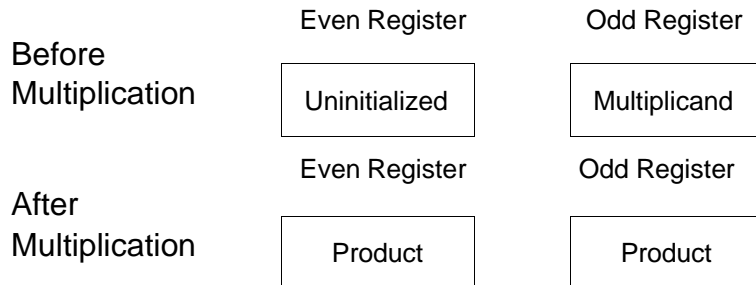 Even Register Odd Register
Before
Multiplication
Uninitialized Multiplicand
Even Register Odd Register
After
Multiplication
Product Product